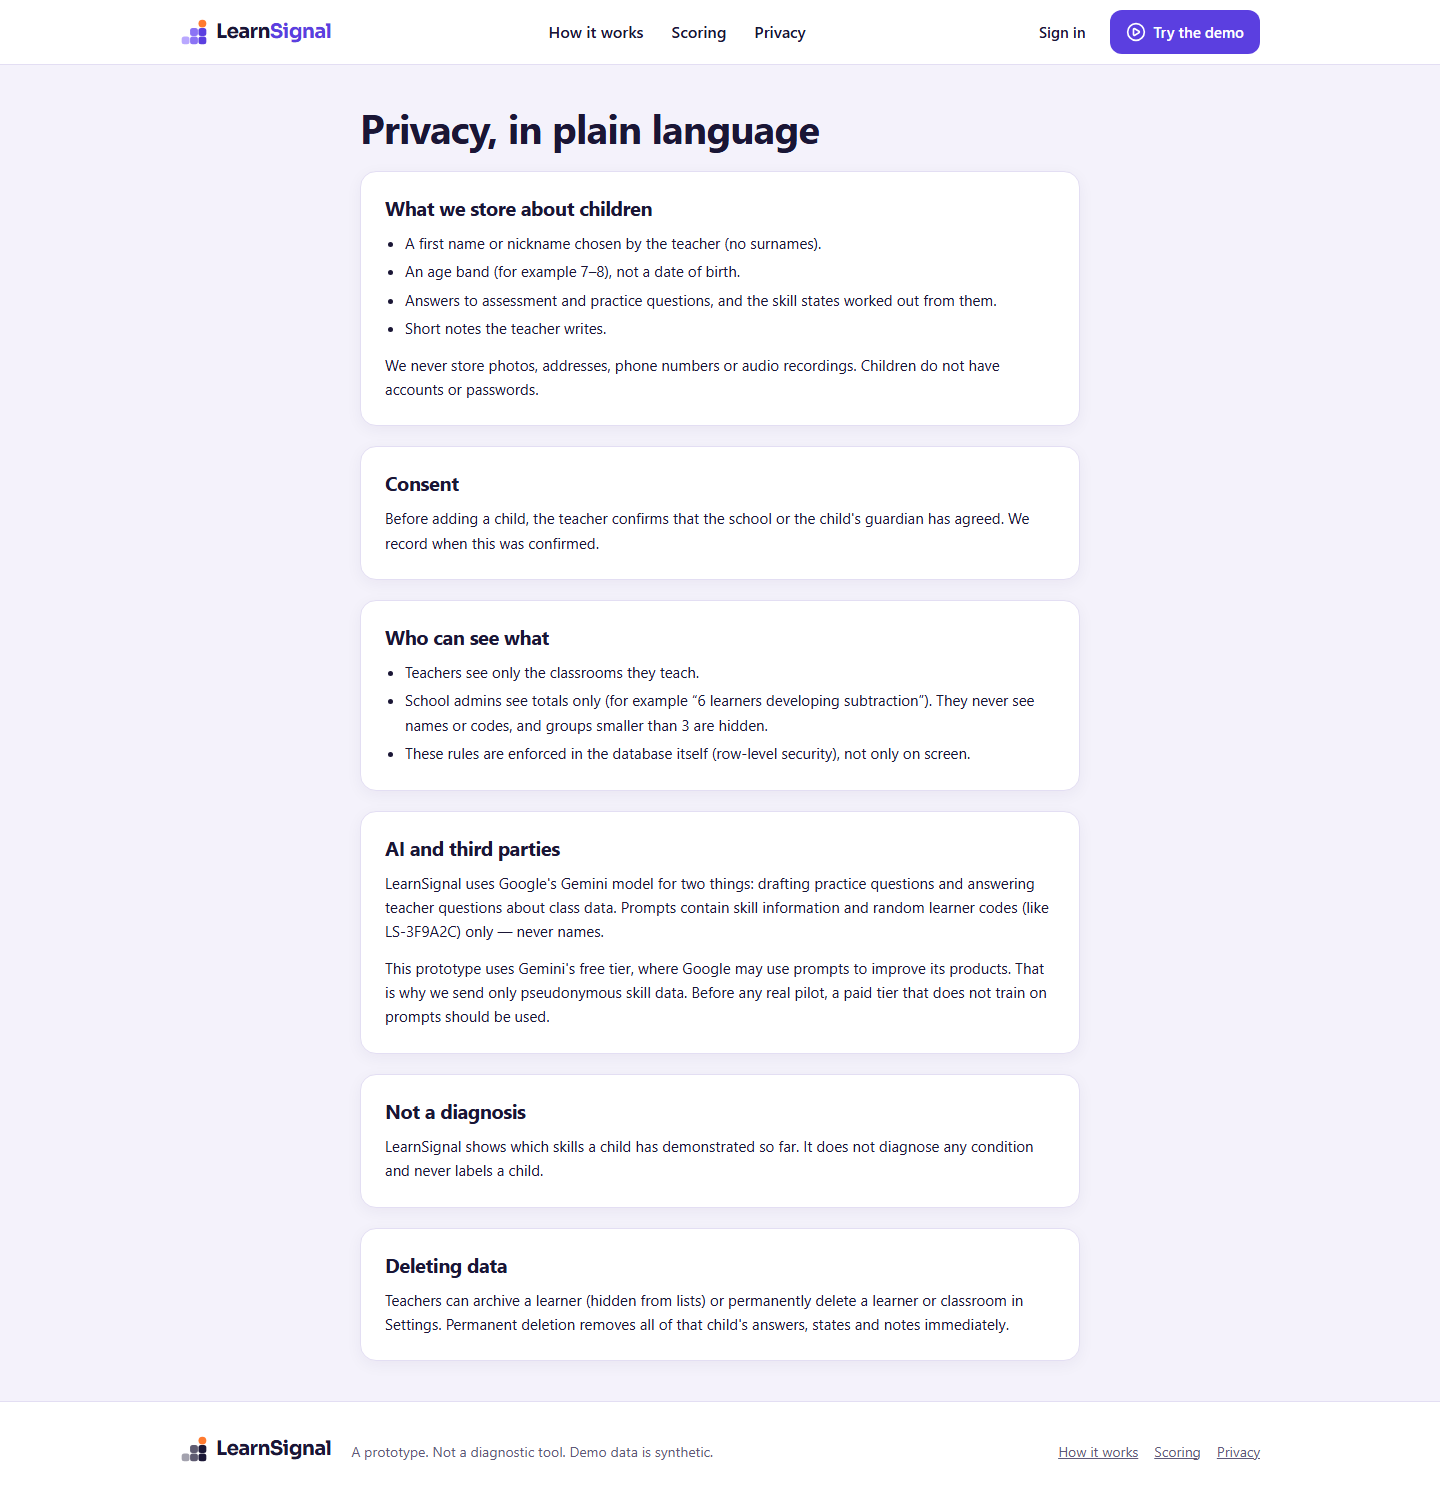 LearnSignal
How it works
Scoring
Privacy
Sign in
Try the demo
Privacy, in plain language
What we store about children
• A first name or nickname chosen by the teacher (no surnames).
• An age band (for example 7–8), not a date of birth.
• Answers to assessment and practice questions, and the skill states worked out from them.
• Short notes the teacher writes.
We never store photos, addresses, phone numbers or audio recordings. Children do not have
accounts or passwords.
Consent
Before adding a child, the teacher confirms that the school or the child's guardian has agreed. We
record when this was confirmed.
Who can see what
• Teachers see only the classrooms they teach.
• School admins see totals only (for example “6 learners developing subtraction”). They never see
names or codes, and groups smaller than 3 are hidden.
• These rules are enforced in the database itself (row-level security), not only on screen.
AI and third parties
LearnSignal uses Google's Gemini model for two things: drafting practice questions and answering
teacher questions about class data. Prompts contain skill information and random learner codes (like
LS-3F9A2C) only — never names.
This prototype uses Gemini's free tier, where Google may use prompts to improve its products. That
is why we send only pseudonymous skill data. Before any real pilot, a paid tier that does not train on
prompts should be used.
Not a diagnosis
LearnSignal shows which skills a child has demonstrated so far. It does not diagnose any condition
and never labels a child.
Deleting data
Teachers can archive a learner (hidden from lists) or permanently delete a learner or classroom in
Settings. Permanent deletion removes all of that child's answers, states and notes immediately.
LearnSignal
A prototype. Not a diagnostic tool. Demo data is synthetic.
How it works
Scoring
Privacy